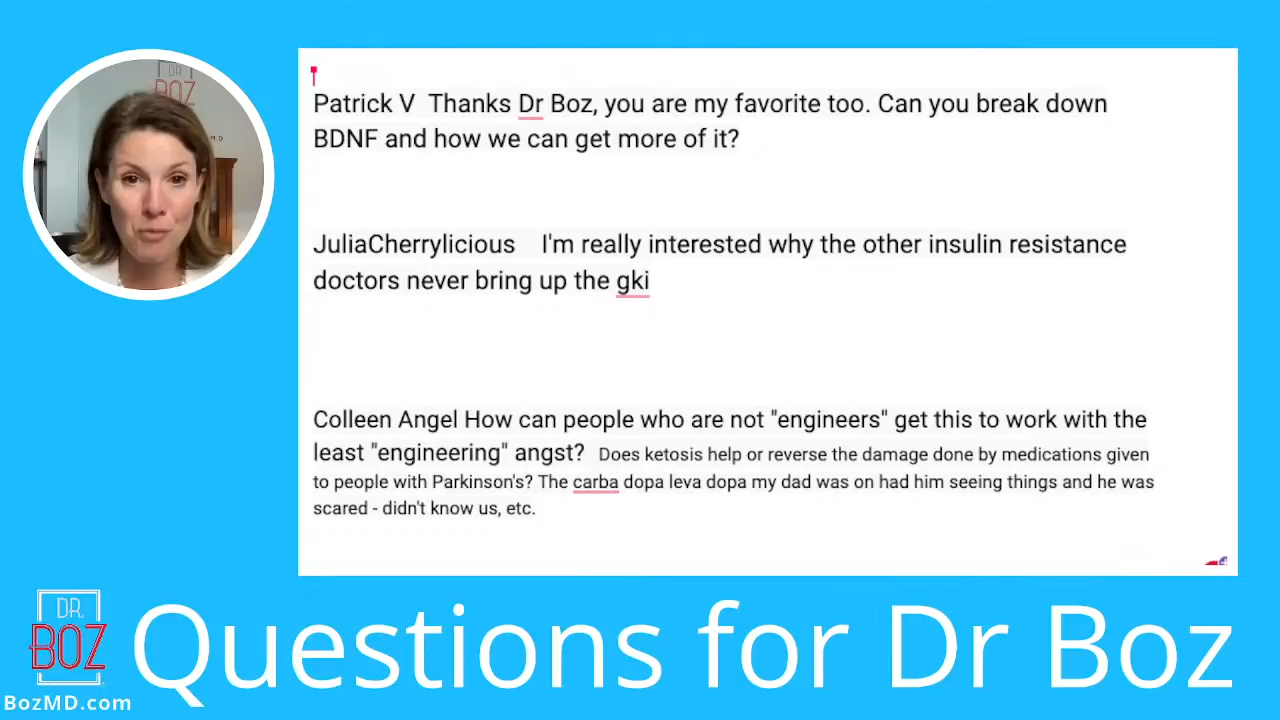 DR
BOZ
M.D.
Patrick V Thanks Dr Boz, you are my favorite too. Can you break down
BDNF and how we can get more of it?
JuliaCherrylicious I'm really interested why the other insulin resistance
doctors never bring up the gki
Colleen Angel How can people who are not "engineers" get this to work with the
least "engineering" angst? Does ketosis help or reverse the damage done by medications given
to people with Parkinson's? The carba dopa leva dopa my dad was on had him seeing things and he was
scared - didn't know us, etc.
DR.
BOZ
Questions for Dr Boz
BozMD.com